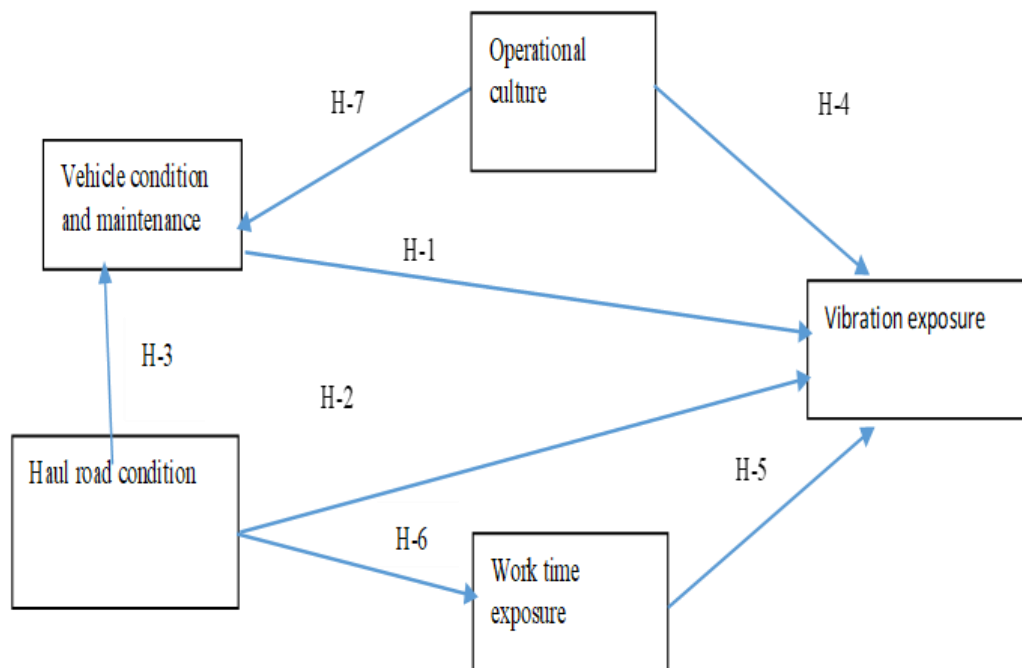 Operational
culture
H-7
H-4
Vehicle condition
and maintenance
H-1
Vibration exposure
H-3
H-2
Haul road condition
H-5
H-6
Work time
exposure